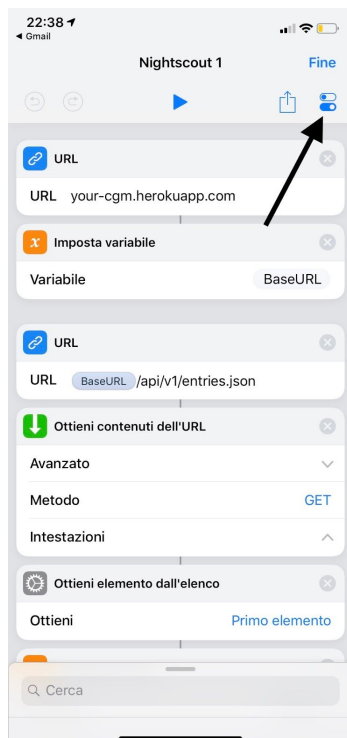 22:38
Gmail
Nightscout 1 Fine
URL
URL your-cgm.herokuapp.com
x Imposta variabile
Variabile BaseURL
URL
URL BaseURL /api/v1/entries.json
Ottieni contenuti dell'URL
Avanzato
Metodo GET
Intestazioni
Ottieni elemento dall'elenco
Ottieni Primo elemento
Cerca